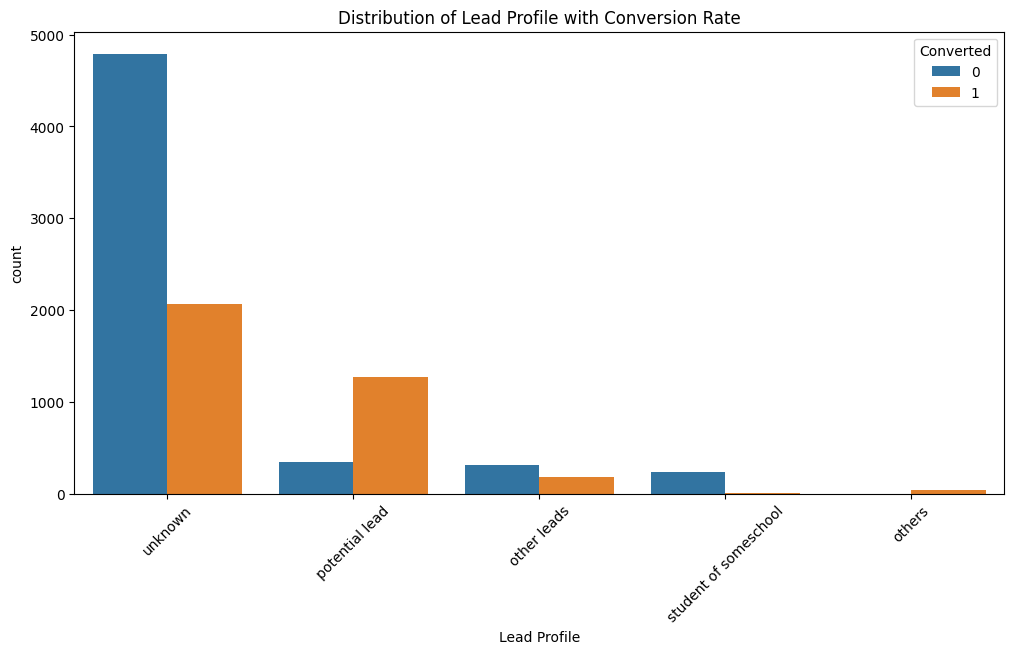 Distribution of Lead Profile with Conversion Rate
5000
4000
3000
2000
1000
0
count
Converted
0
1
unknown
potential lead
other leads
student of someschool
others
Lead Profile